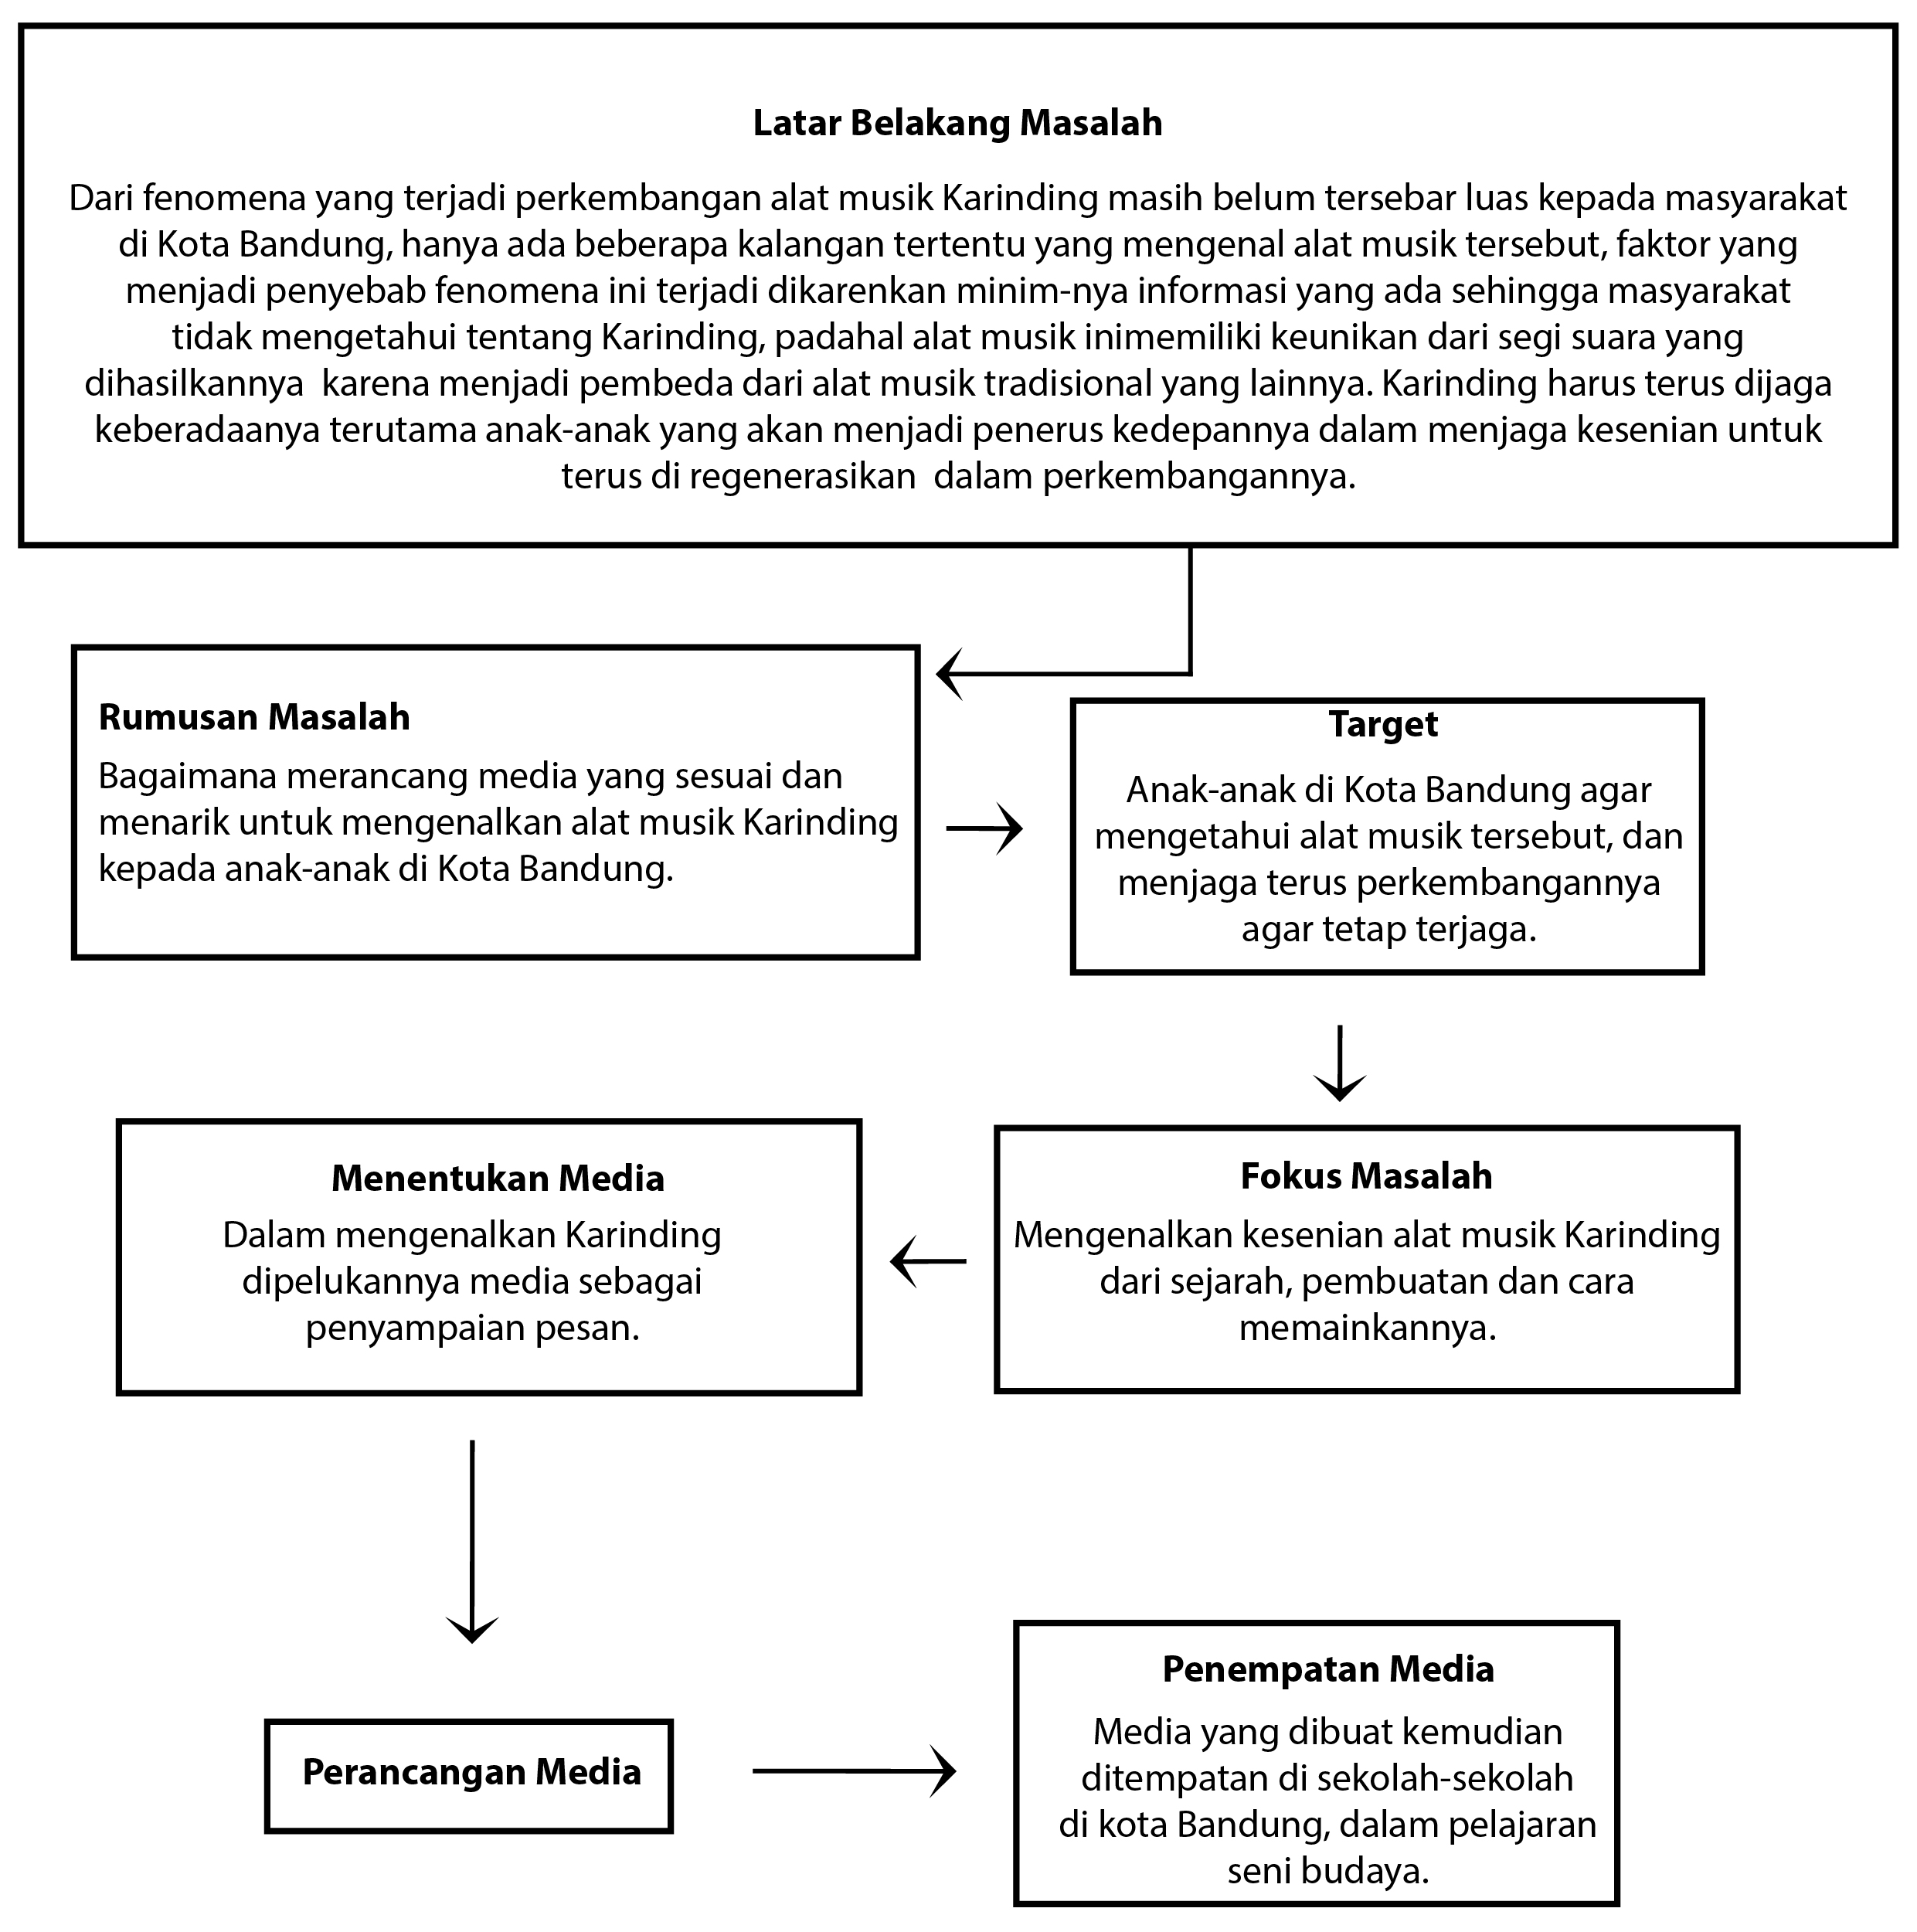 Latar Belakang Masalah
Dari fenomena yang terjadi perkembangan alat musik Karinding masih belum tersebar luas kepada masyarakat
di Kota Bandung, hanya ada beberapa kalangan tertentu yang mengenal alat musik tersebut, faktor yang
menjadi penyebab fenomena ini terjadi dikarenkan minim-nya informasi yang ada sehingga masyarakat
tidak mengetahui tentang Karinding, padahal alat musik inimemiliki keunikan dari segi suara yang
dihasilkannya  karena menjadi pembeda dari alat musik tradisional yang lainnya. Karinding harus terus dijaga
keberadaanya terutama anak-anak yang akan menjadi penerus kedepannya dalam menjaga kesenian untuk
terus di regenerasikan  dalam perkembangannya.
Rumusan Masalah
Bagaimana merancang media yang sesuai dan
menarik untuk mengenalkan alat musik Karinding
kepada anak-anak di Kota Bandung.
Target
Anak-anak di Kota Bandung agar
mengetahui alat musik tersebut, dan
menjaga terus perkembangannya
agar tetap terjaga.
Fokus Masalah
Mengenalkan kesenian alat musik Karinding
dari sejarah, pembuatan dan cara
memainkannya.
Menentukan Media
Dalam mengenalkan Karinding
dipelukannya media sebagai
penyampaian pesan.
Perancangan Media
Penempatan Media
Media yang dibuat kemudian
ditempatan di sekolah-sekolah
di kota Bandung, dalam pelajaran
seni budaya.